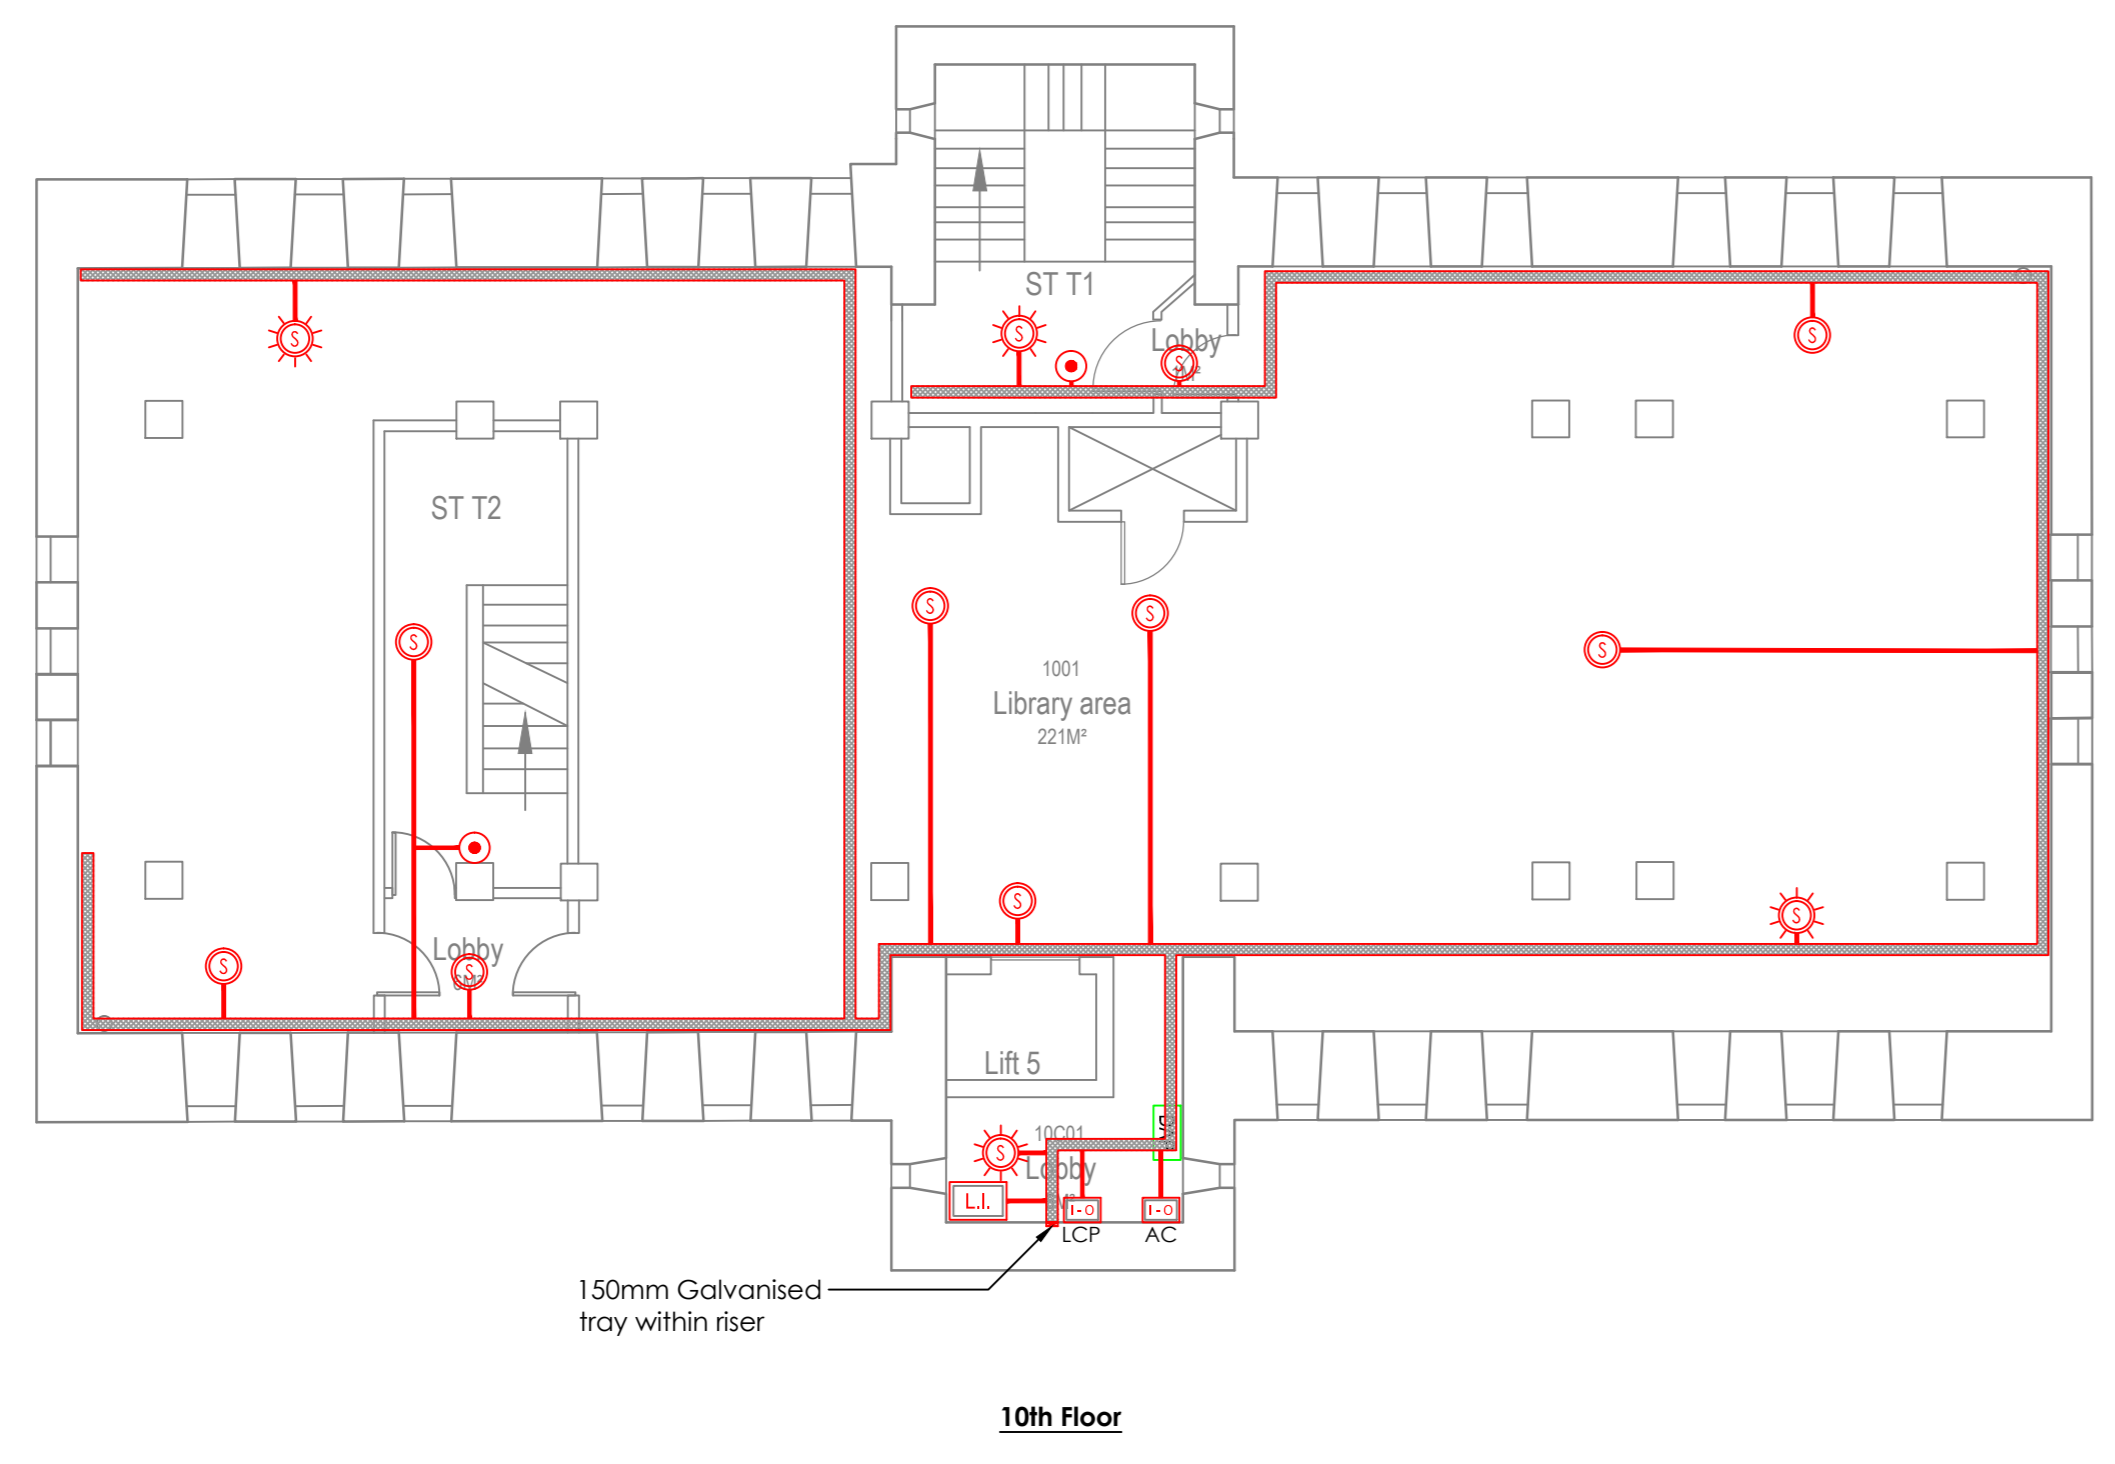 ST T1
S
S
S
Lobby
S
S
ST T2
S
S
S
S
1001
Library area
221M²
S
S
Lobby
S
S
S
Lift 5
10C01
S
Lobby
L.I.
I-O
I-O
LCP
AC
150mm Galvanised
tray within riser
10th Floor